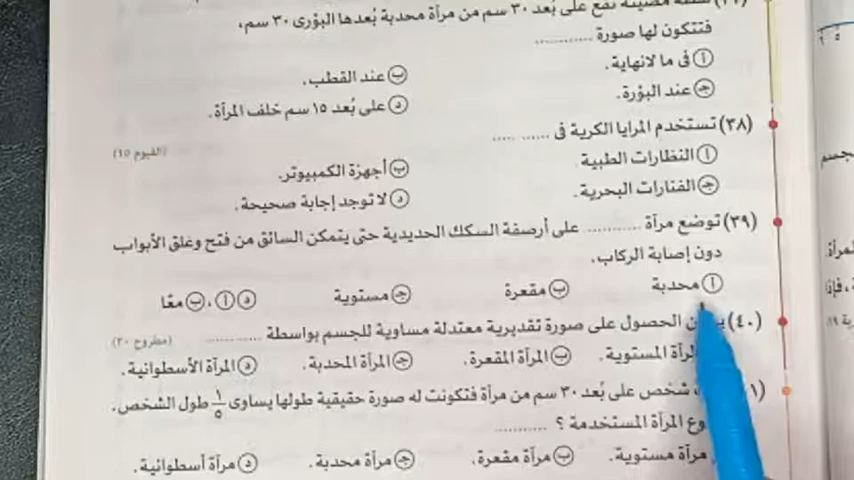 تقع على بُعد ٣٠ سم من مرآة محدبة بُعدها البؤرى ٣٠ سم،
فتتكون لها صورة ............
أ فى ما لانهاية.
ب عند القطب.
ج عند البؤرة.
د على بُعد ١٥ سم خلف المرآة.
(٣٨) تستخدم المرايا الكرية فى ............
(الفيوم ١٥)
أ النظارات الطبية
ب أجهزة الكمبيوتر.
ج الفنارات البحرية.
د لا توجد إجابة صحيحة.
(٣٩) توضع مرآة ............ على أرصفة السكك الحديدية حتى يتمكن السائق من فتح وغلق الأبواب
دون إصابة الركاب.
أ محدبة ب مقعرة ج مستوية د أ، ب معًا
(٤٠) الحصول على صورة تقديرية معتدلة مساوية للجسم بواسطة ............ (مطروح ٢٠)
المستوية. ب المرآة المقعرة. ج المرآة المحدبة. د المرآة الأسطوانية.
شخص على بُعد ٣٠ سم من مرآة فتكونت له صورة حقيقية طولها يساوى ١/٥ طول الشخص.
المرآة المستخدمة ؟ ............
مرآة مستوية. ب مرآة مقعرة. ج مرآة محدبة. د مرآة أسطوانية.